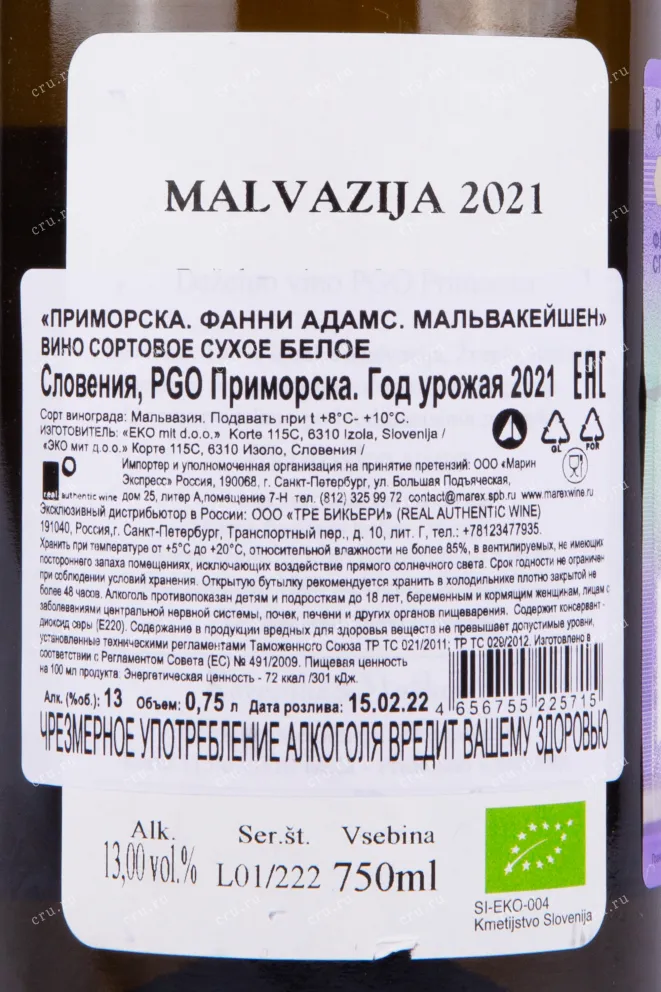 MALVAZIJA 2021
«ПРИМОРСКА. ФАННИ АДАМС. МАЛЬВАКЕЙШЕН»
ВИНО СОРТОВОЕ СУХОЕ БЕЛОЕ
Словения, PGO Приморска. Год урожая 2021 EAC
Сорт винограда: Мальвазия. Подавать при t +8°C- +10°C.
ИЗГОТОВИТЕЛЬ: «EKO mit d.o.o.» Korte 115C, 6310 Izola, Slovenija /
«ЭКО мит д.о.о.» Корте 115С, 6310 Изоло, Словения /
GL
POR
Импортер и уполномоченная организация на принятие претензий: ООО «Марин
Экспресс» Россия, 190068, г. Санкт-Петербург, ул. Большая Подъяческая,
real authentic wine дом 25, литер А,помещение 7-Н тел. (812) 325 99 72 contact@marex.spb.ru www.marexwine.ru
Эксклюзивный дистрибьютор в России: ООО «ТРЕ БИКЬЕРИ» (REAL AUTHENTIC WINE)
191040, Россия,г. Санкт-Петербург, Транспортный пер., д. 10, лит. Г, тел.: +78123477935.
Хранить при температуре от +5°C до +20°C, относительной влажности не более 85%, в вентилируемых, не имеющих
постороннего запаха помещениях, исключающих воздействие прямого солнечного света. Срок годности не ограничен
при соблюдении условий хранения. Открытую бутылку рекомендуется хранить в холодильнике плотно закрытой не
более 48 часов. Алкоголь противопоказан детям и подросткам до 18 лет, беременным и кормящим женщинам, лицам с
заболеваниями центральной нервной системы, почек, печени и других органов пищеварения. Содержит консервант -
диоксид серы (E220). Содержание в продукции вредных для здоровья веществ не превышает допустимые уровни,
установленные техническими регламентами Таможенного Союза ТР ТС 021/2011; ТР ТС 029/2012. Изготовлено в
соответствии с Регламентом Совета (ЕС) № 491/2009. Пищевая ценность
на 100 мл продукта: Энергетическая ценность - 72 ккал /301 кДж.
Алк. (%об.): 13 Объем: 0,75 л Дата розлива: 15.02.22
4 656755 225715
ЧРЕЗМЕРНОЕ УПОТРЕБЛЕНИЕ АЛКОГОЛЯ ВРЕДИТ ВАШЕМУ ЗДОРОВЬЮ
Alk. Ser.št. Vsebina
13,00 vol.% L01/222 750ml
SI-EKO-004
Kmetijstvo Slovenija